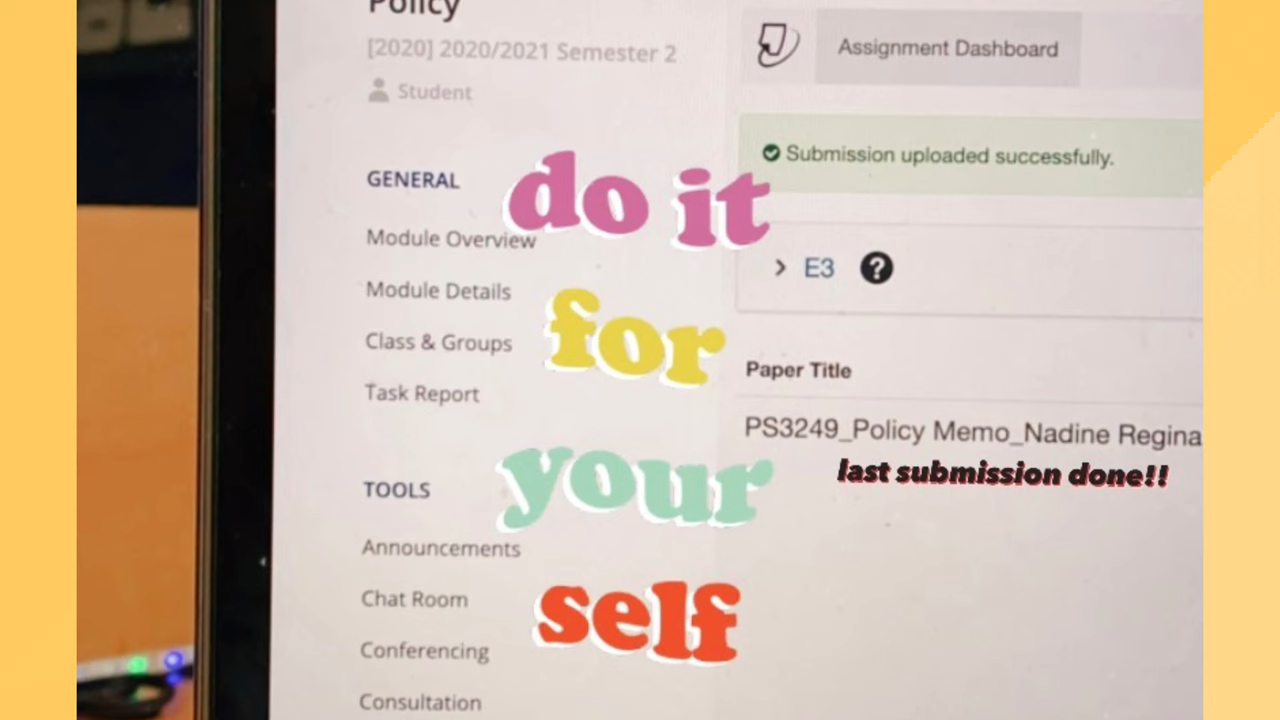 Policy
[2020] 2020/2021 Semester 2
Student
GENERAL
Module Overview
Module Details
Class & Groups
Task Report
TOOLS
Announcements
Chat Room
Conferencing
Consultation
Assignment Dashboard
Submission uploaded successfully.
E3 ?
Paper Title
PS3249_Policy Memo_Nadine Regina
last submission done!!
do it
for
your
self